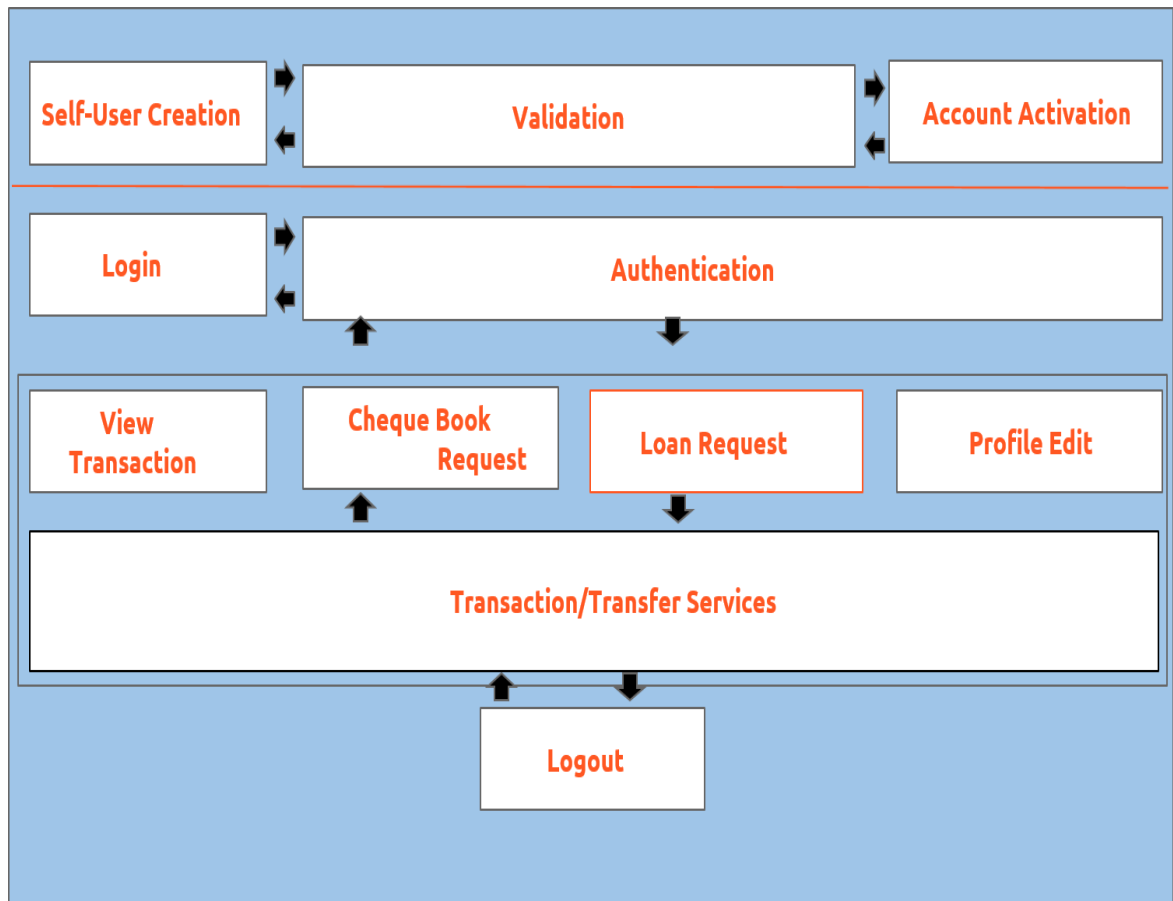 Self-User Creation
Validation
Account Activation
Login
Authentication
View
Transaction
Cheque Book
Request
Loan Request
Profile Edit
Transaction/Transfer Services
Logout